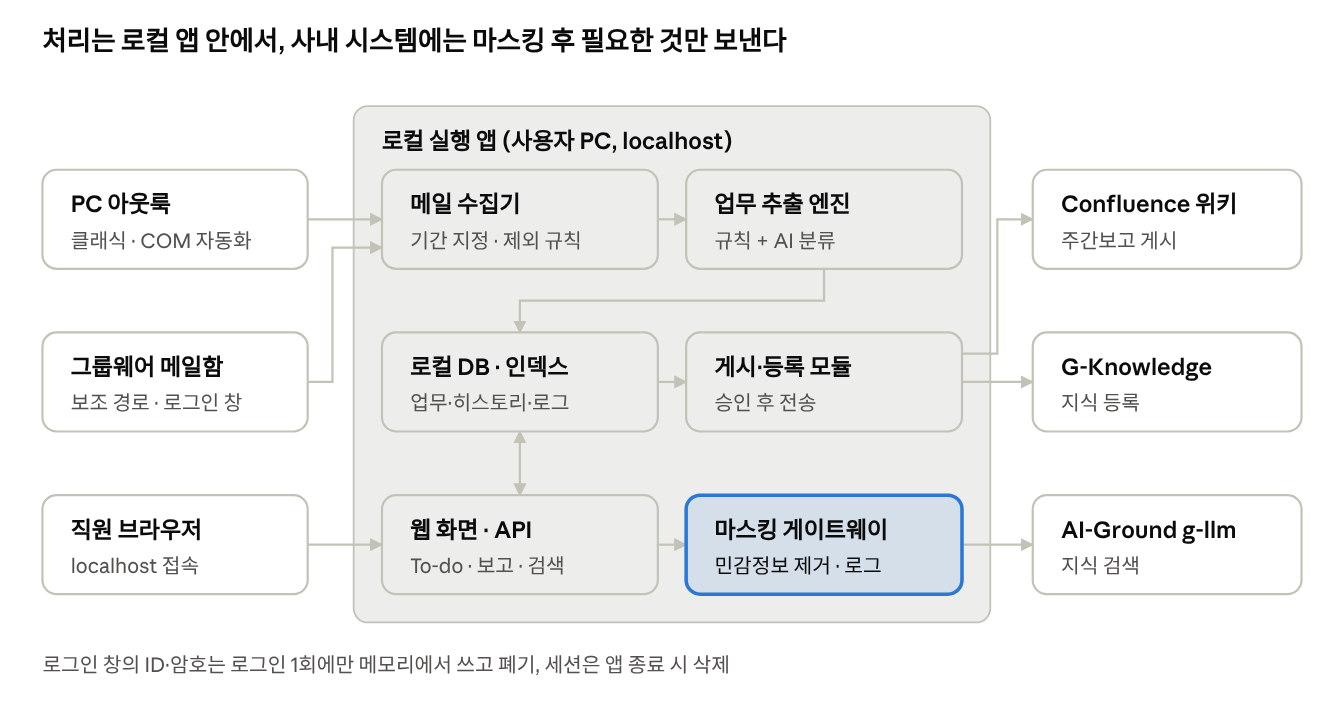 처리는 로컬 앱 안에서, 사내 시스템에는 마스킹 후 필요한 것만 보낸다
로컬 실행 앱 (사용자 PC, localhost)
PC 아웃룩
클래식 · COM 자동화
메일 수집기
기간 지정 · 제외 규칙
업무 추출 엔진
규칙 + AI 분류
Confluence 위키
주간보고 게시
그룹웨어 메일함
보조 경로 · 로그인 창
로컬 DB · 인덱스
업무·히스토리·로그
게시·등록 모듈
승인 후 전송
G-Knowledge
지식 등록
직원 브라우저
localhost 접속
웹 화면 · API
To-do · 보고 · 검색
마스킹 게이트웨이
민감정보 제거 · 로그
AI-Ground g-llm
지식 검색
로그인 창의 ID·암호는 로그인 1회에만 메모리에서 쓰고 폐기, 세션은 앱 종료 시 삭제